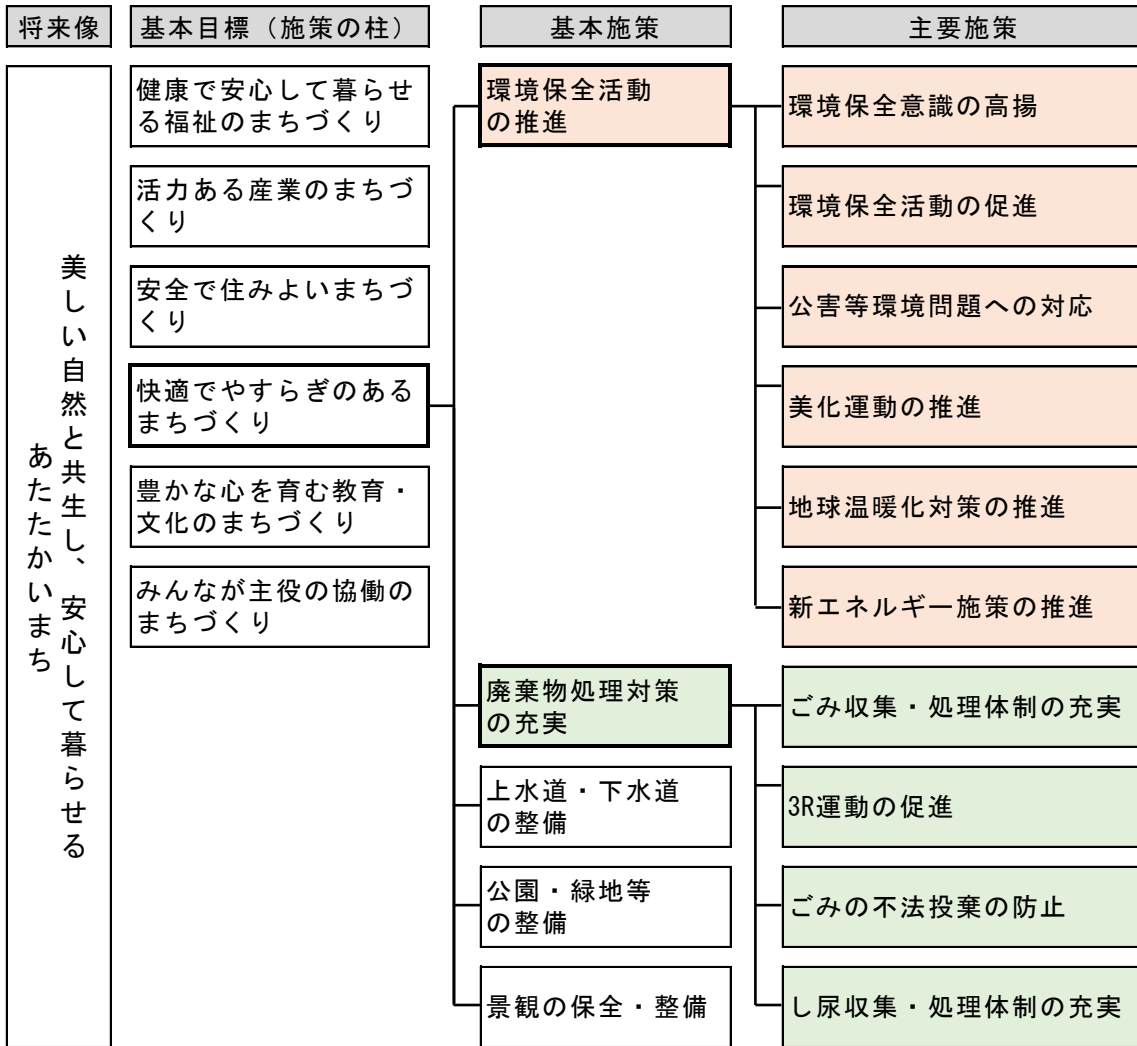 将来像
基本目標（施策の柱）
基本施策
主要施策
美しい自然と共生し、安心して暮らせる
あたたかいまち
健康で安心して暮らせ
る福祉のまちづくり
活力ある産業のまちづ
くり
安全で住みよいまちづ
くり
快適でやすらぎのある
まちづくり
豊かな心を育む教育・
文化のまちづくり
みんなが主役の協働の
まちづくり
環境保全活動
の推進
廃棄物処理対策
の充実
上水道・下水道
の整備
公園・緑地等
の整備
景観の保全・整備
環境保全意識の高揚
環境保全活動の促進
公害等環境問題への対応
美化運動の推進
地球温暖化対策の推進
新エネルギー施策の推進
ごみ収集・処理体制の充実
3R運動の促進
ごみの不法投棄の防止
し尿収集・処理体制の充実